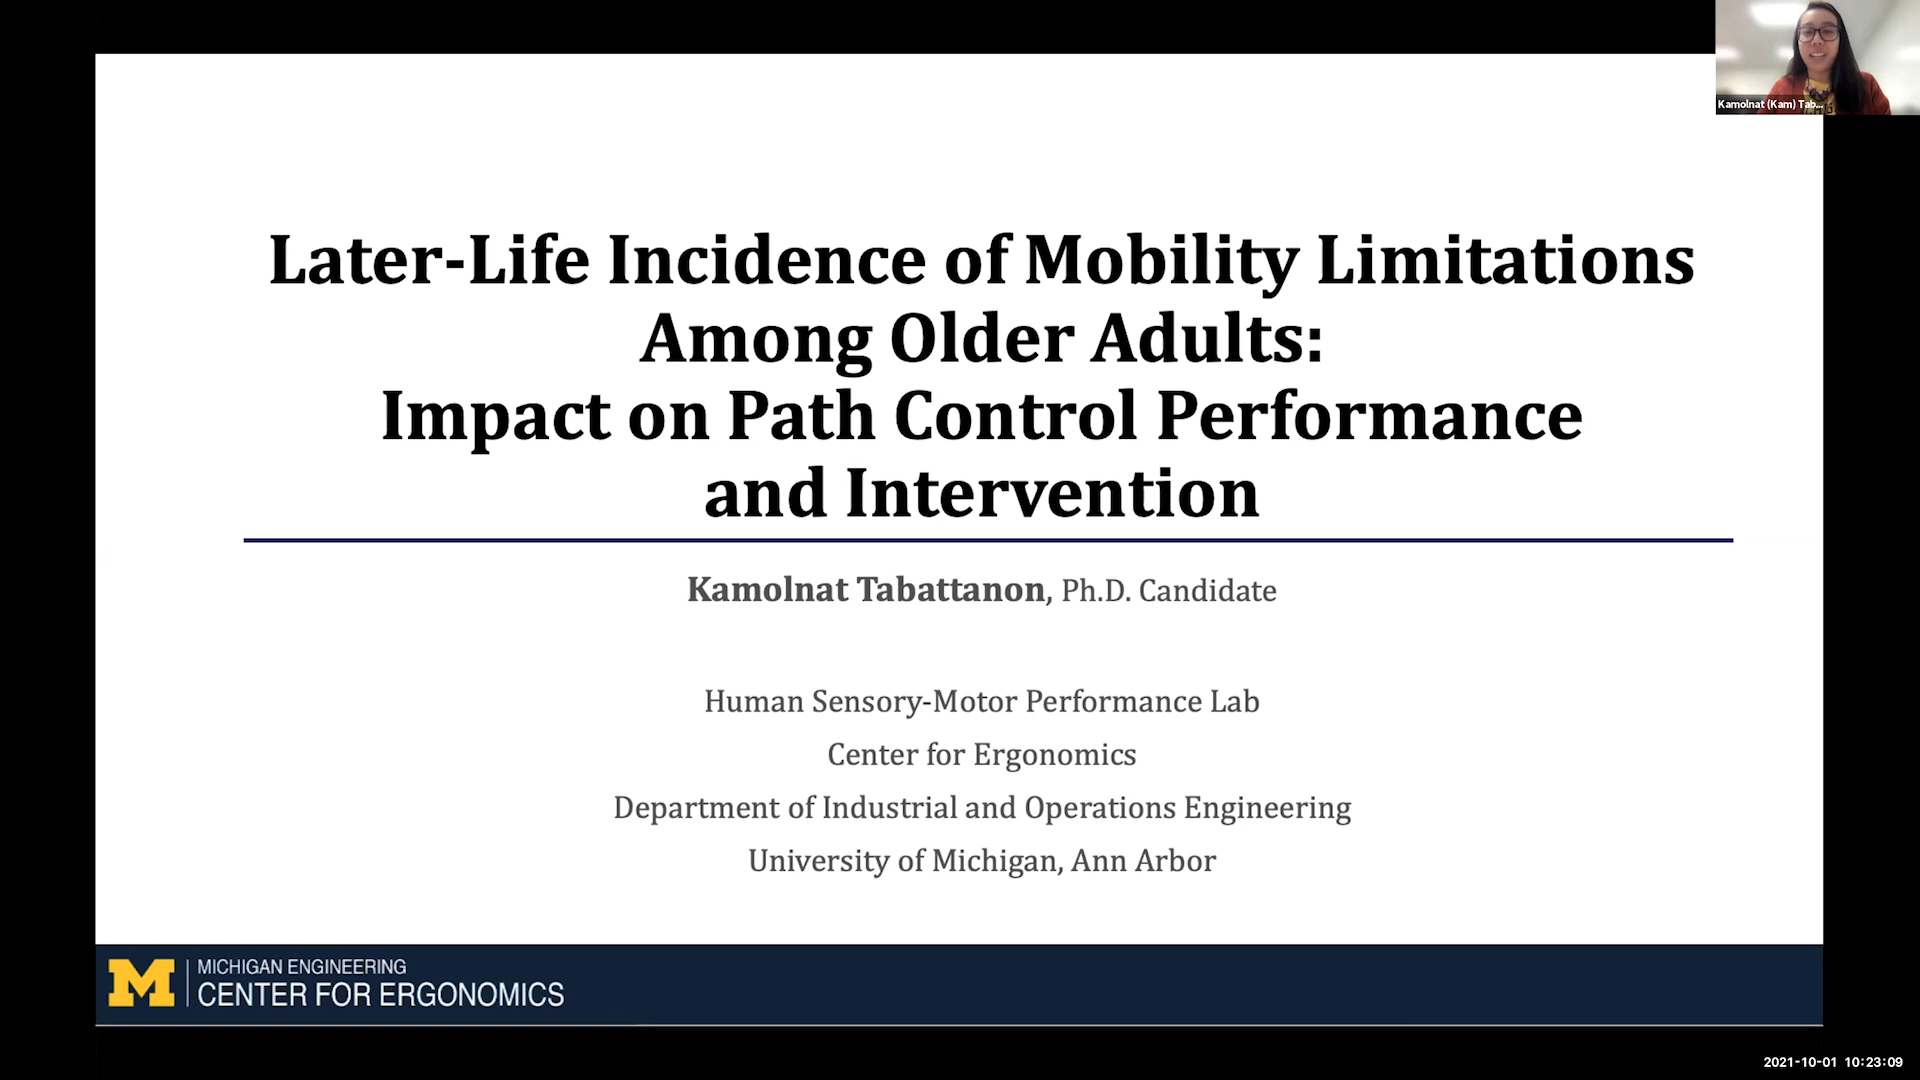 Kamolnat (Kam) Tab...
Later-Life Incidence of Mobility Limitations
Among Older Adults:
Impact on Path Control Performance
and Intervention
Kamolnat Tabattanon, Ph.D. Candidate
Human Sensory-Motor Performance Lab
Center for Ergonomics
Department of Industrial and Operations Engineering
University of Michigan, Ann Arbor
M
MICHIGAN ENGINEERING
CENTER FOR ERGONOMICS
2021-10-01 10:23:09